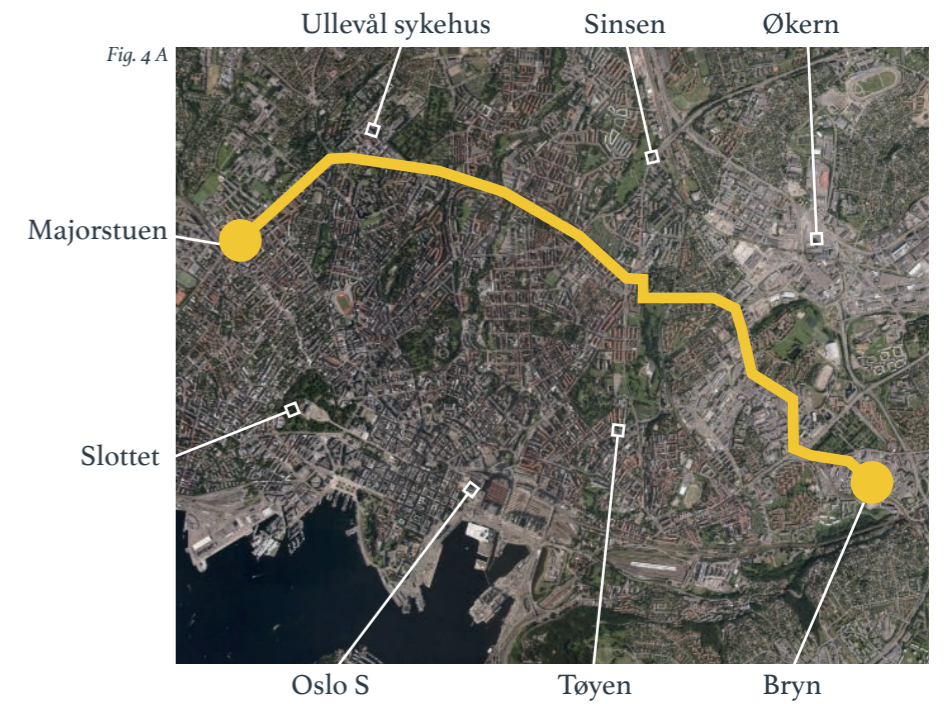 Ullevål sykehus
Sinsen
Økern
Fig. 4 A
Majorstuen
Slottet
Oslo S
Tøyen
Bryn